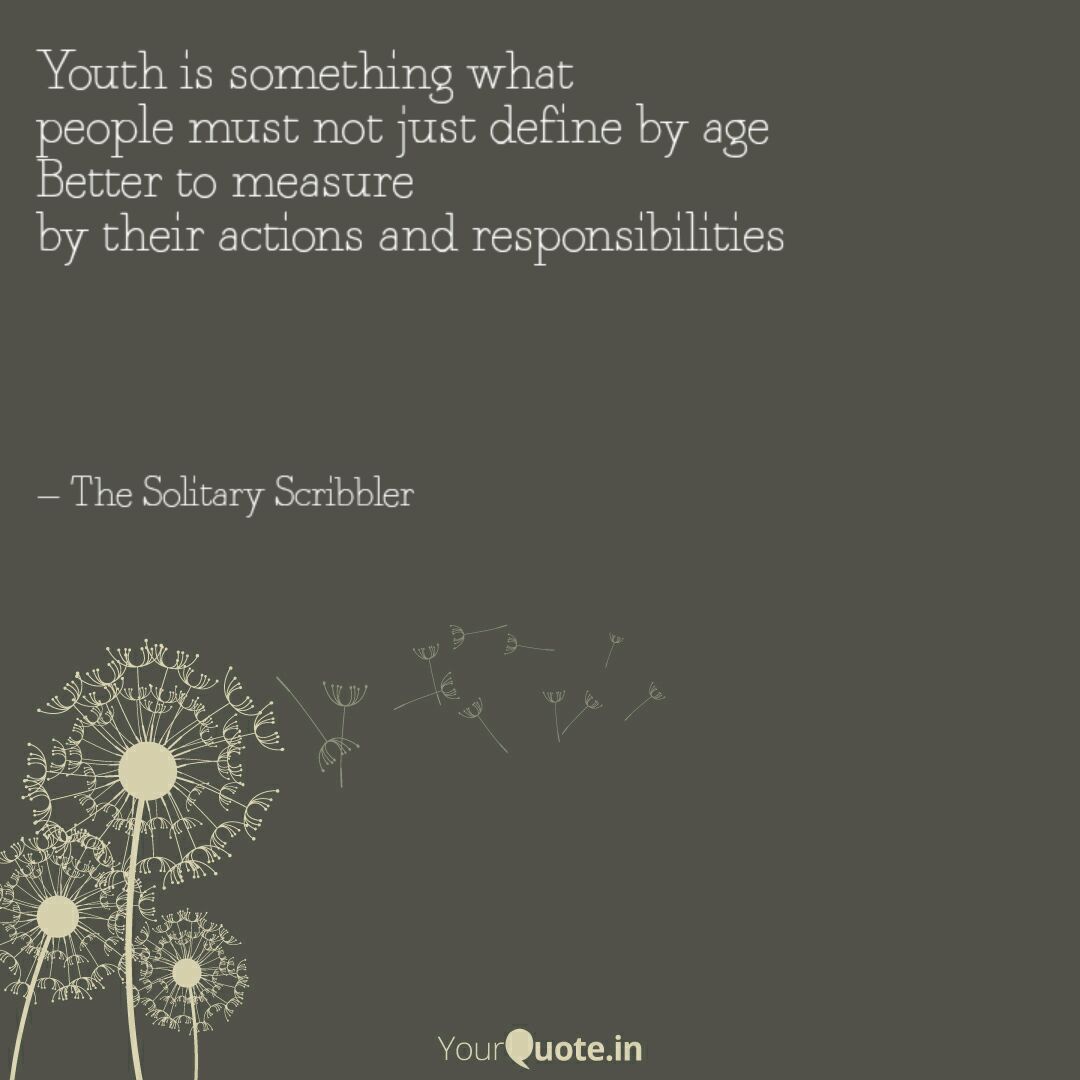 Youth is something what
people must not just define by age
Better to measure
by their actions and responsibilities
– The Solitary Scribbler
YourQuote.in